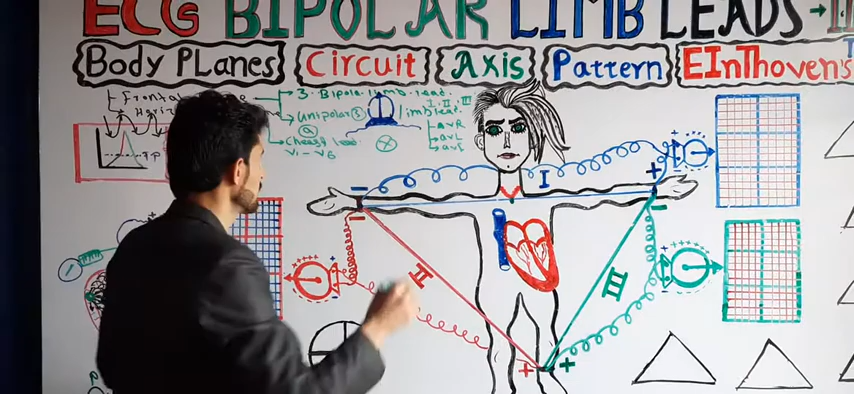 ECG BIPOLAR LIMB LEADS →
Body PLanes
Circuit
Axis
Pattern
EInThoven's
Frontal
3. Bipolar limb lead.
I. II. III
Unipolar
limb lead.
avR
avL
Chest lead
V1 - V6
I
II
III
- +
- -
+ +